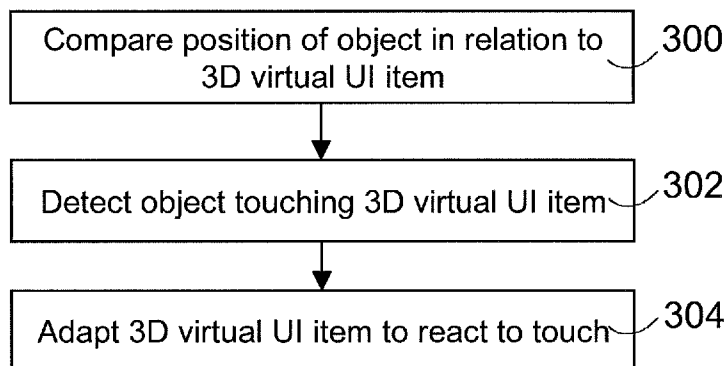 Compare position of object in relation to 300
3D virtual UI item
Detect object touching 3D virtual UI item 302
Adapt 3D virtual UI item to react to touch 304